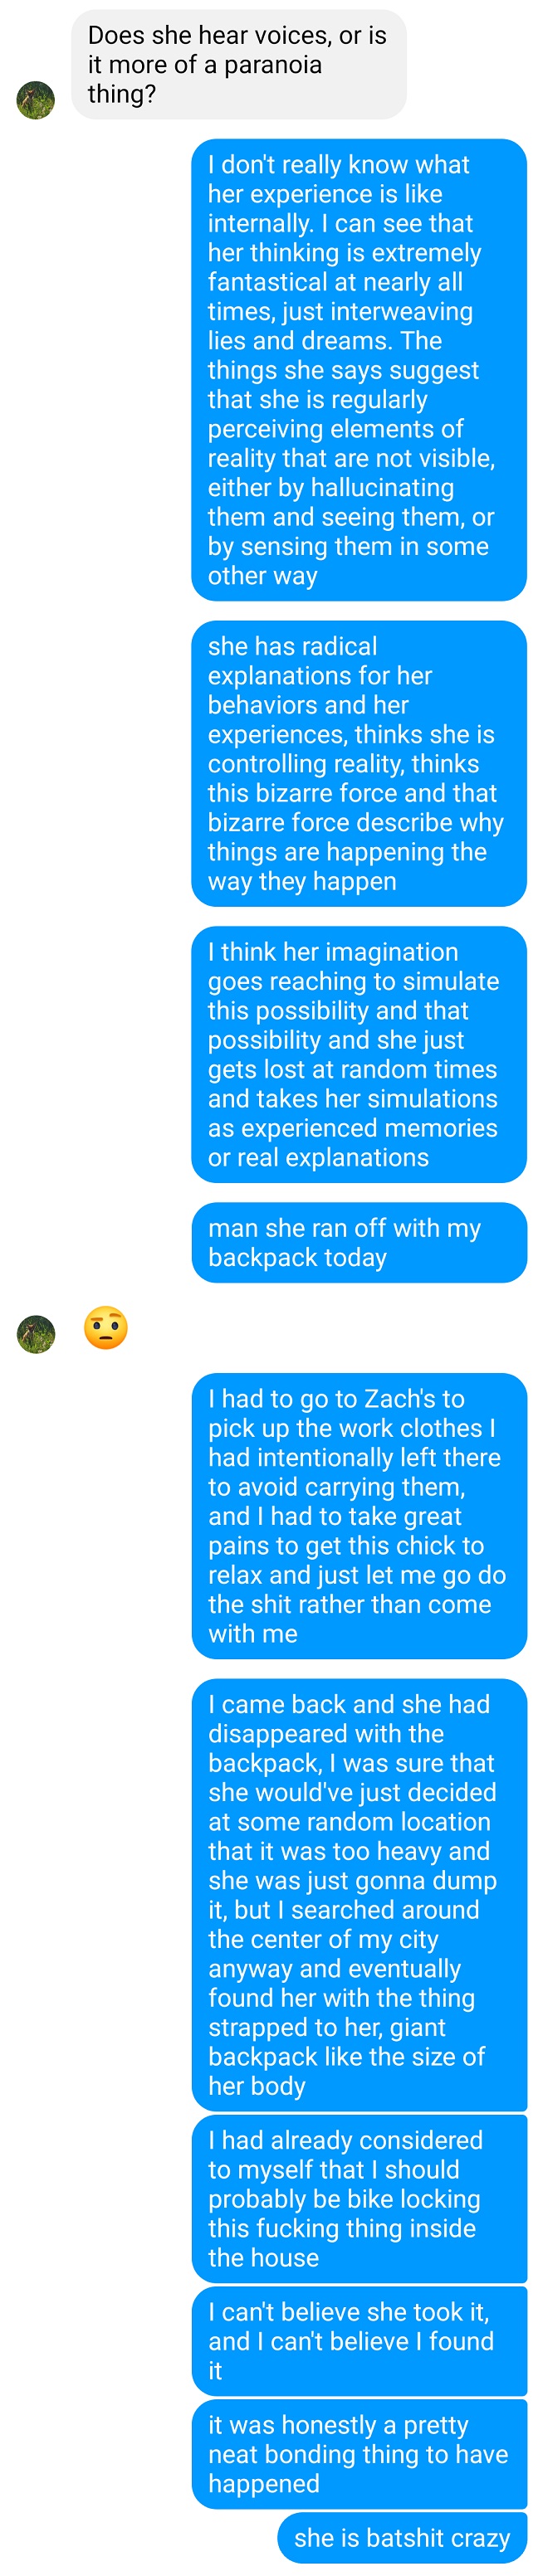 Does she hear voices, or is
it more of a paranoia
thing?
I don't really know what
her experience is like
internally. I can see that
her thinking is extremely
fantastical at nearly all
times, just interweaving
lies and dreams. The
things she says suggest
that she is regularly
perceiving elements of
reality that are not visible,
either by hallucinating
them and seeing them, or
by sensing them in some
other way
she has radical
explanations for her
behaviors and her
experiences, thinks she is
controlling reality, thinks
this bizarre force and that
bizarre force describe why
things are happening the
way they happen
I think her imagination
goes reaching to simulate
this possibility and that
possibility and she just
gets lost at random times
and takes her simulations
as experienced memories
or real explanations
man she ran off with my
backpack today
I had to go to Zach's to
pick up the work clothes I
had intentionally left there
to avoid carrying them,
and I had to take great
pains to get this chick to
relax and just let me go do
the shit rather than come
with me
I came back and she had
disappeared with the
backpack, I was sure that
she would've just decided
at some random location
that it was too heavy and
she was just gonna dump
it, but I searched around
the center of my city
anyway and eventually
found her with the thing
strapped to her, giant
backpack like the size of
her body
I had already considered
to myself that I should
probably be bike locking
this fucking thing inside
the house
I can't believe she took it,
and I can't believe I found
it
it was honestly a pretty
neat bonding thing to have
happened
she is batshit crazy